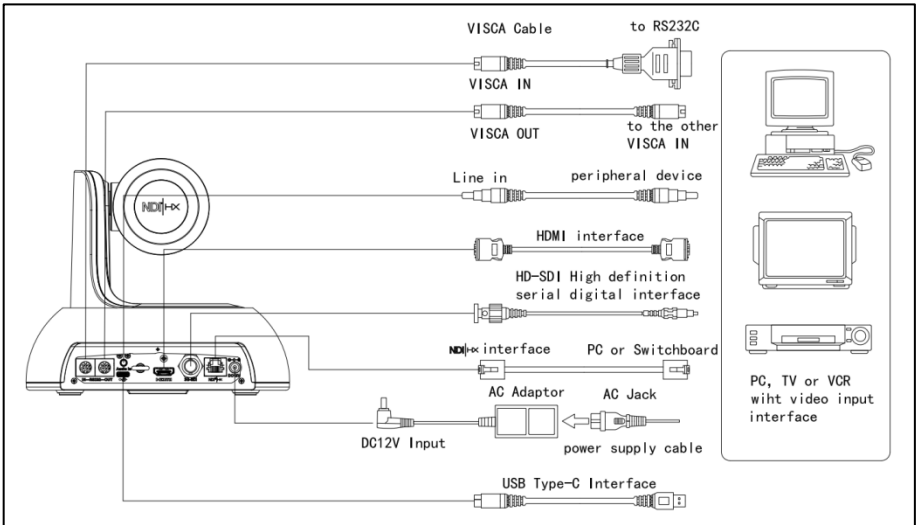 VISCA Cable
to RS232C
VISCA IN
VISCA OUT
to the other
VISCA IN
Line in
peripheral device
NDI|HX
HDMI interface
HD-SDI High definition
serial digital interface
NDI|HX interface
PC or Switchboard
AC Adaptor
AC Jack
DC12V Input
power supply cable
USB Type-C Interface
PC, TV or VCR
wiht video input
interface